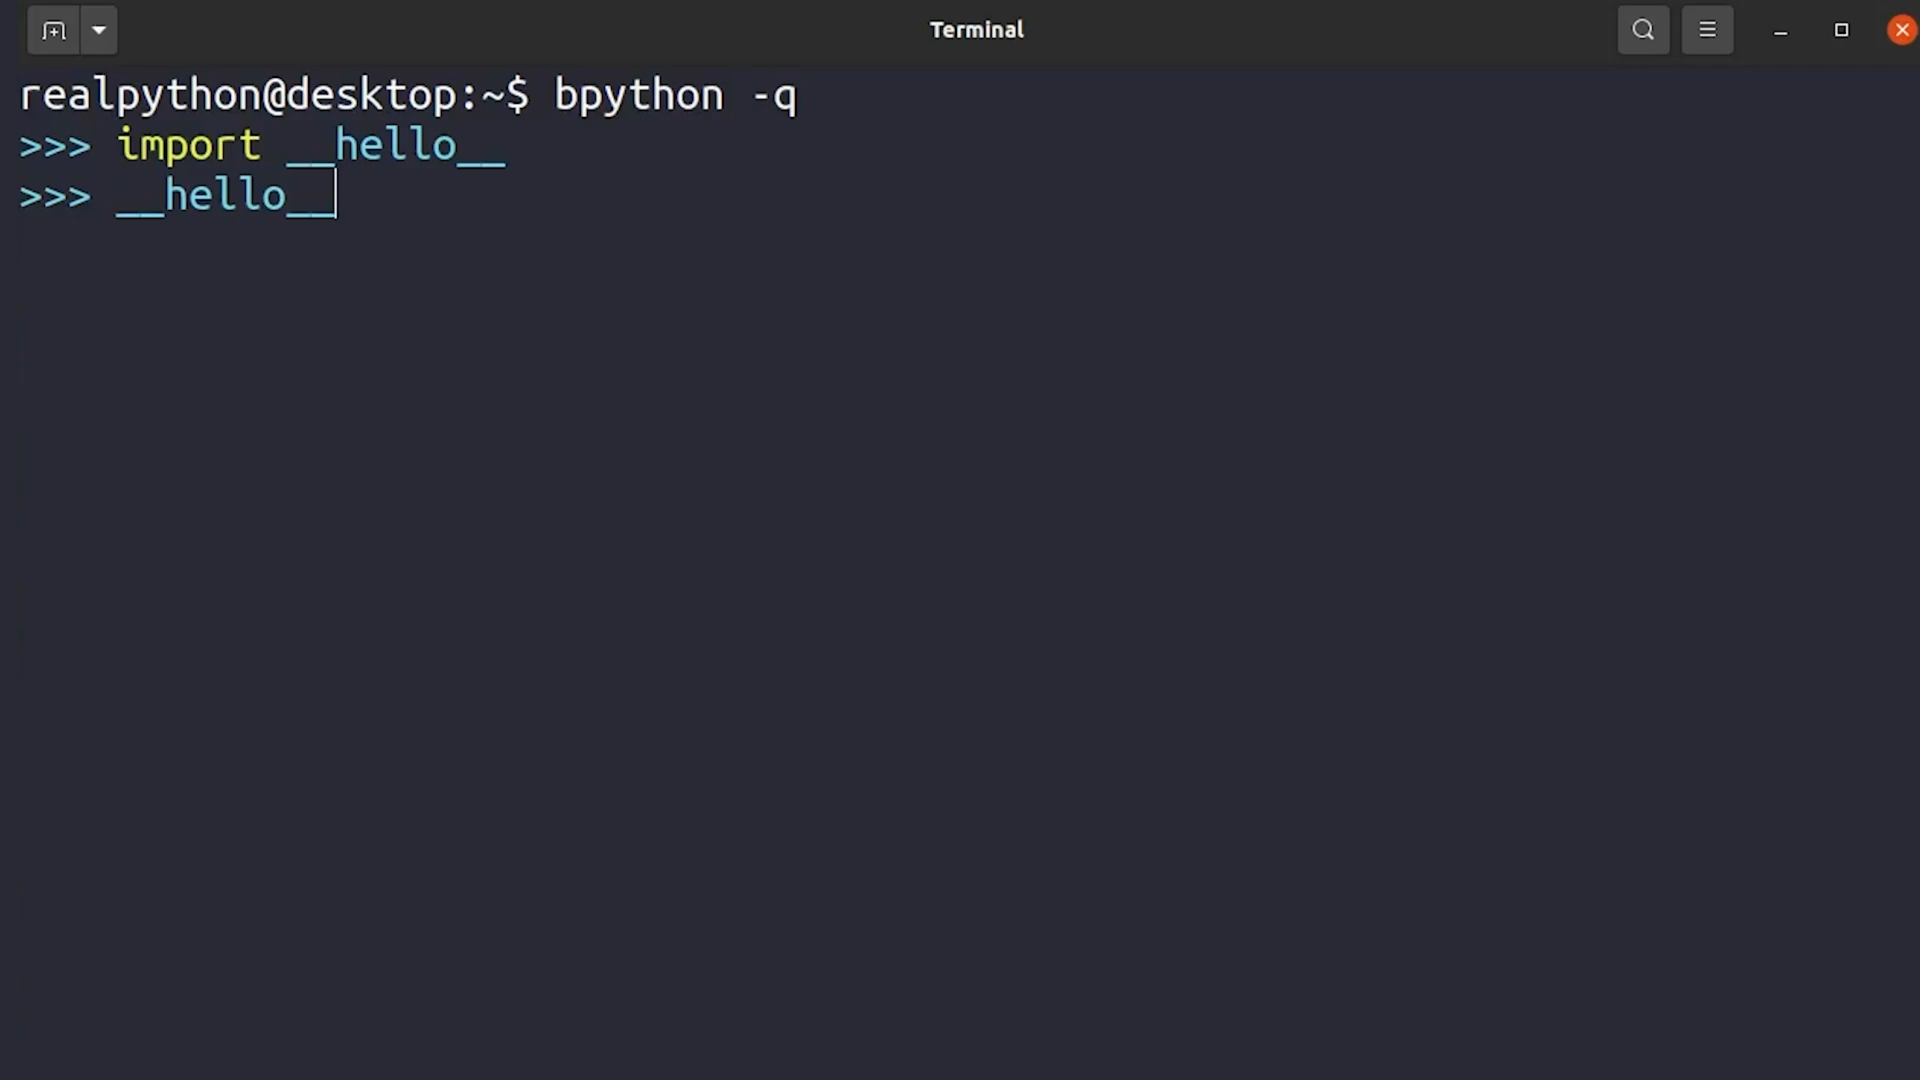 Terminal
realpython@desktop:~$ bpython -q
>>> import __hello__
>>> __hello__